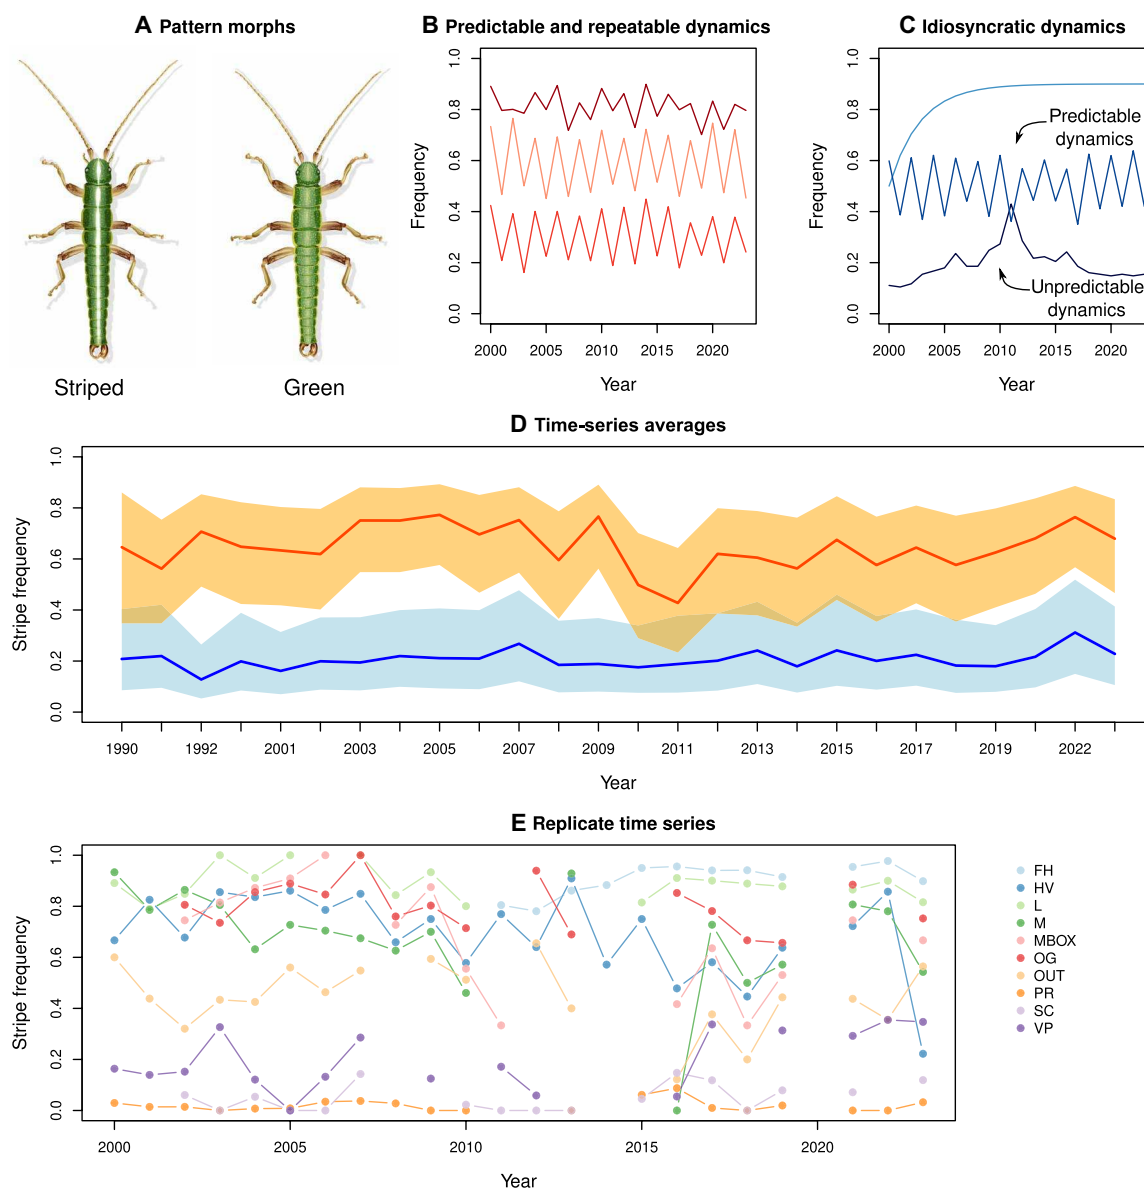 A Pattern morphs
Striped
Green
B Predictable and repeatable dynamics
Frequency
1.0
0.8
0.6
0.4
0.2
0.0
2000 2005 2010 2015 2020
Year
C Idiosyncratic dynamics
Frequency
1.0
0.8
0.6
0.4
0.2
0.0
Predictable
dynamics
Unpredictable
dynamics
2000 2005 2010 2015 2020
Year
D Time-series averages
Stripe frequency
1.0
0.8
0.6
0.4
0.2
0.0
1990 1992 2001 2003 2005 2007 2009 2011 2013 2015 2017 2019 2022
Year
E Replicate time series
Stripe frequency
1.0
0.8
0.6
0.4
0.2
0.0
2000 2005 2010 2015 2020
Year
FH
HV
L
M
MBOX
OG
OUT
PR
SC
VP